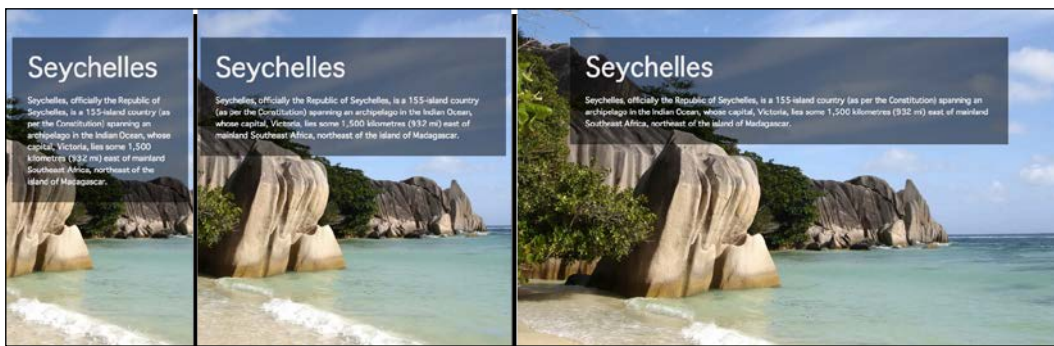 Seychelles
Seychelles, officially the Republic of
Seychelles, is a 155-island country (as
per the Constitution) spanning an
archipelago in the Indian Ocean, whose
capital, Victoria, lies some 1,500
kilometres (932 mi) east of mainland
Southeast Africa, northeast of the
island of Madagascar.
Seychelles
Seychelles, officially the Republic of Seychelles, is a 155-island country
(as per the Constitution) spanning an archipelago in the Indian Ocean,
whose capital, Victoria, lies some 1,500 kilometres (932 mi) east of
mainland Southeast Africa, northeast of the island of Madagascar.
Seychelles
Seychelles, officially the Republic of Seychelles, is a 155-island country (as per the Constitution) spanning an
archipelago in the Indian Ocean, whose capital, Victoria, lies some 1,500 kilometres (932 mi) east of mainland
Southeast Africa, northeast of the island of Madagascar.